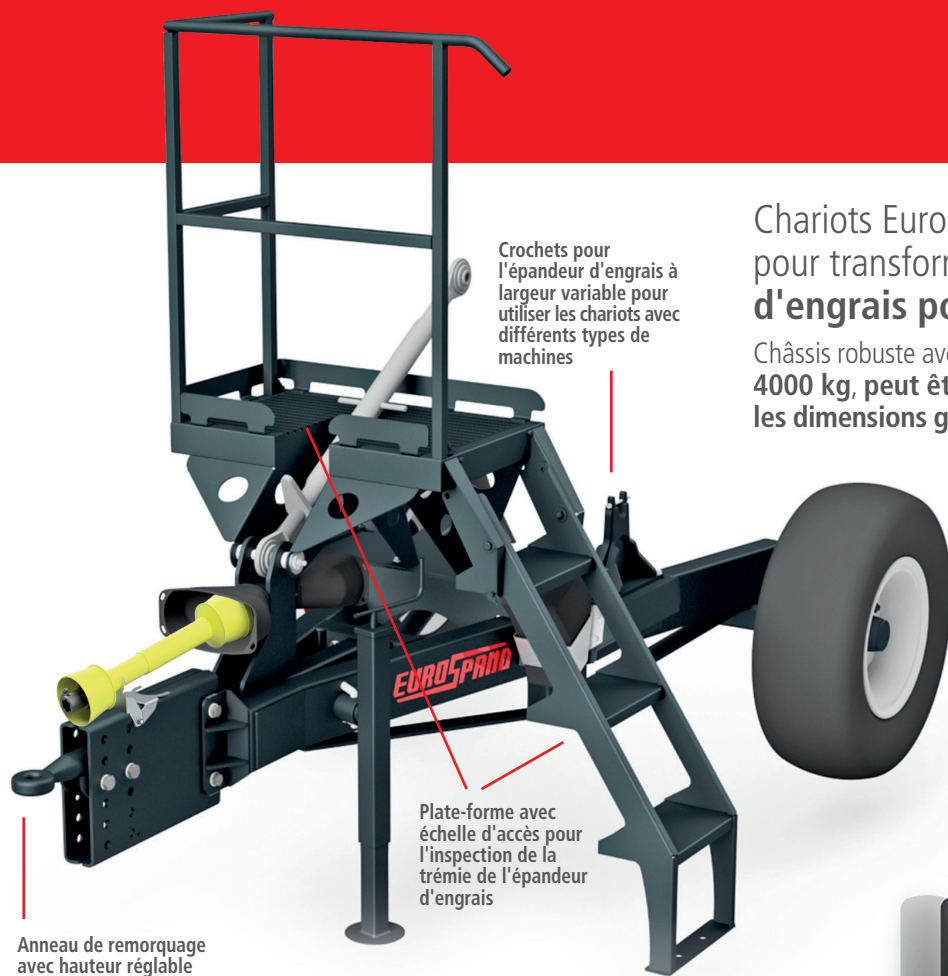 Chariots Euro
pour transfor
d'engrais po
Châssis robuste av
4000 kg, peut êt
les dimensions g
Crochets pour
l'épandeur d'engrais à
largeur variable pour
utiliser les chariots avec
différents types de
machines
EUROSPAND
Plate-forme avec
échelle d'accès pour
l'inspection de la
trémie de l'épandeur
d'engrais
Anneau de remorquage
avec hauteur réglable